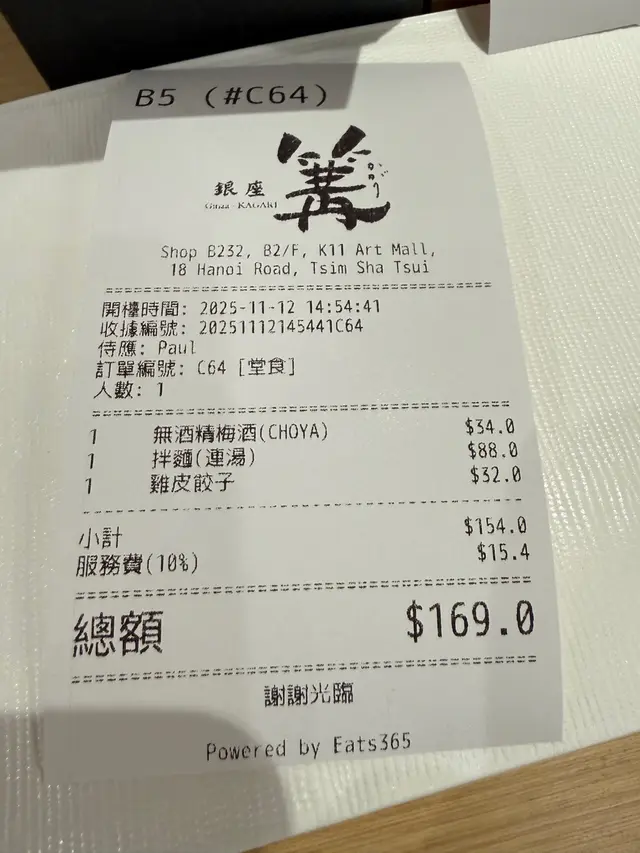 B5 (#C64)
銀座
Ginza - KAGARI
篝
かがり
Shop B232, B2/F, K11 Art Mall,
18 Hanoi Road, Tsim Sha Tsui
開檯時間: 2025-11-12 14:54:41
收據編號: 20251112145441C64
侍應: Paul
訂單編號: C64 [堂食]
人數: 1
1 無酒精梅酒(CHOYA) $34.0
1 拌麵(連湯) $88.0
1 雞皮餃子 $32.0
小計 $154.0
服務費(10%) $15.4
總額 $169.0
謝謝光臨
Powered by Eats365